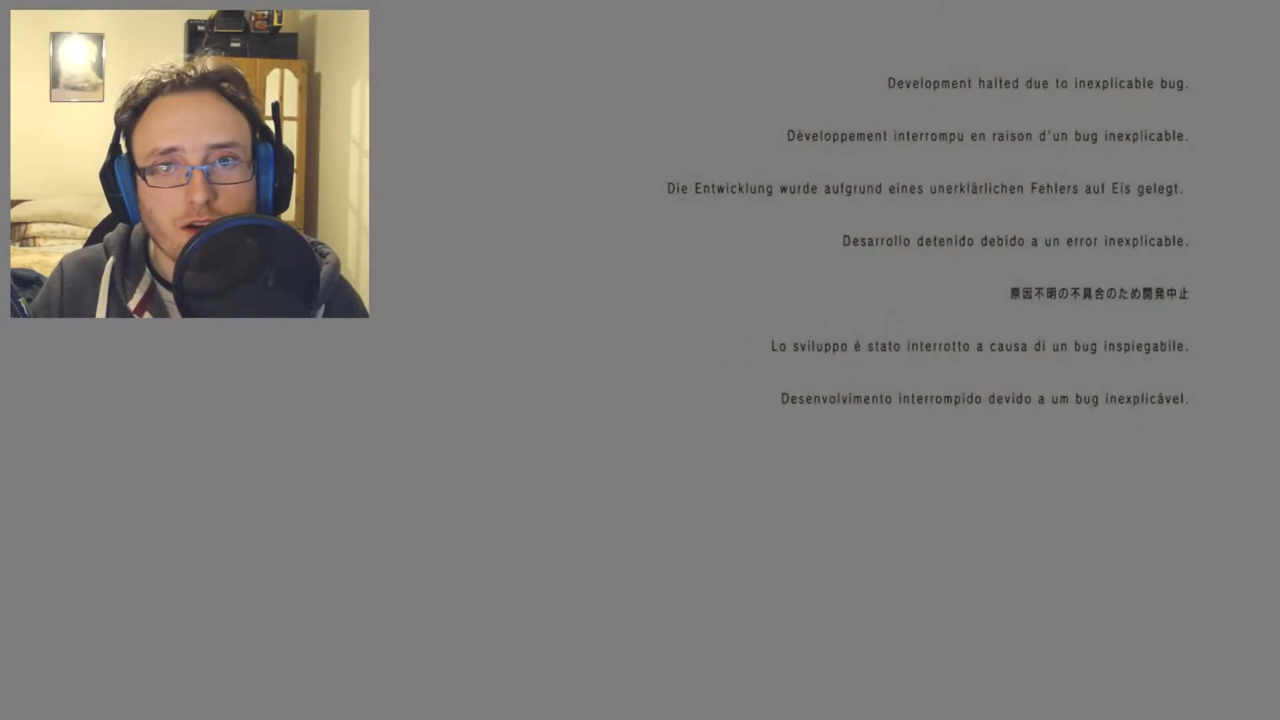 Development halted due to inexplicable bug.
Développement interrompu en raison d'un bug inexplicable.
Die Entwicklung wurde aufgrund eines unerklärlichen Fehlers auf Eis gelegt.
Desarrollo detenido debido a un error inexplicable.
原因不明の不具合のため開発中止
Lo sviluppo é stato interrotto a causa di un bug inspiegabile.
Desenvolvimento interrompido devido a um bug inexplicável.